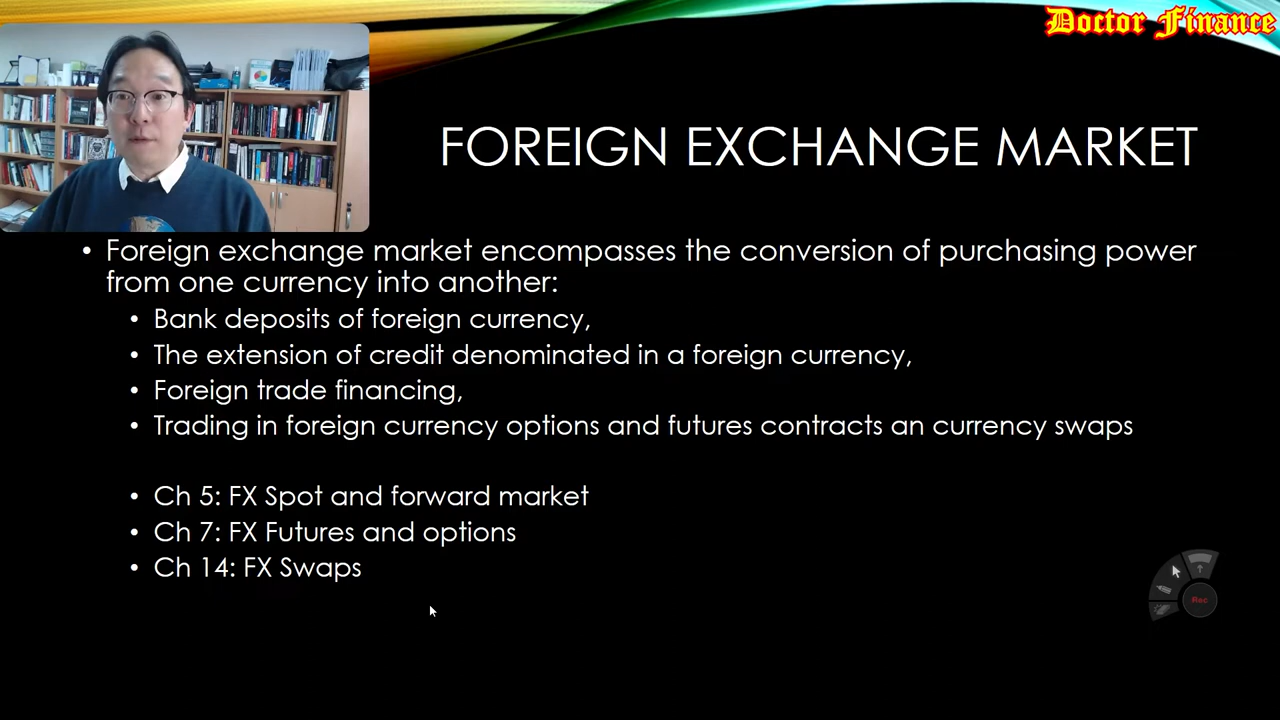 Doctor Finance
FOREIGN EXCHANGE MARKET
• Foreign exchange market encompasses the conversion of purchasing power
from one currency into another:
• Bank deposits of foreign currency,
• The extension of credit denominated in a foreign currency,
• Foreign trade financing,
• Trading in foreign currency options and futures contracts an currency swaps
• Ch 5: FX Spot and forward market
• Ch 7: FX Futures and options
• Ch 14: FX Swaps
Rec